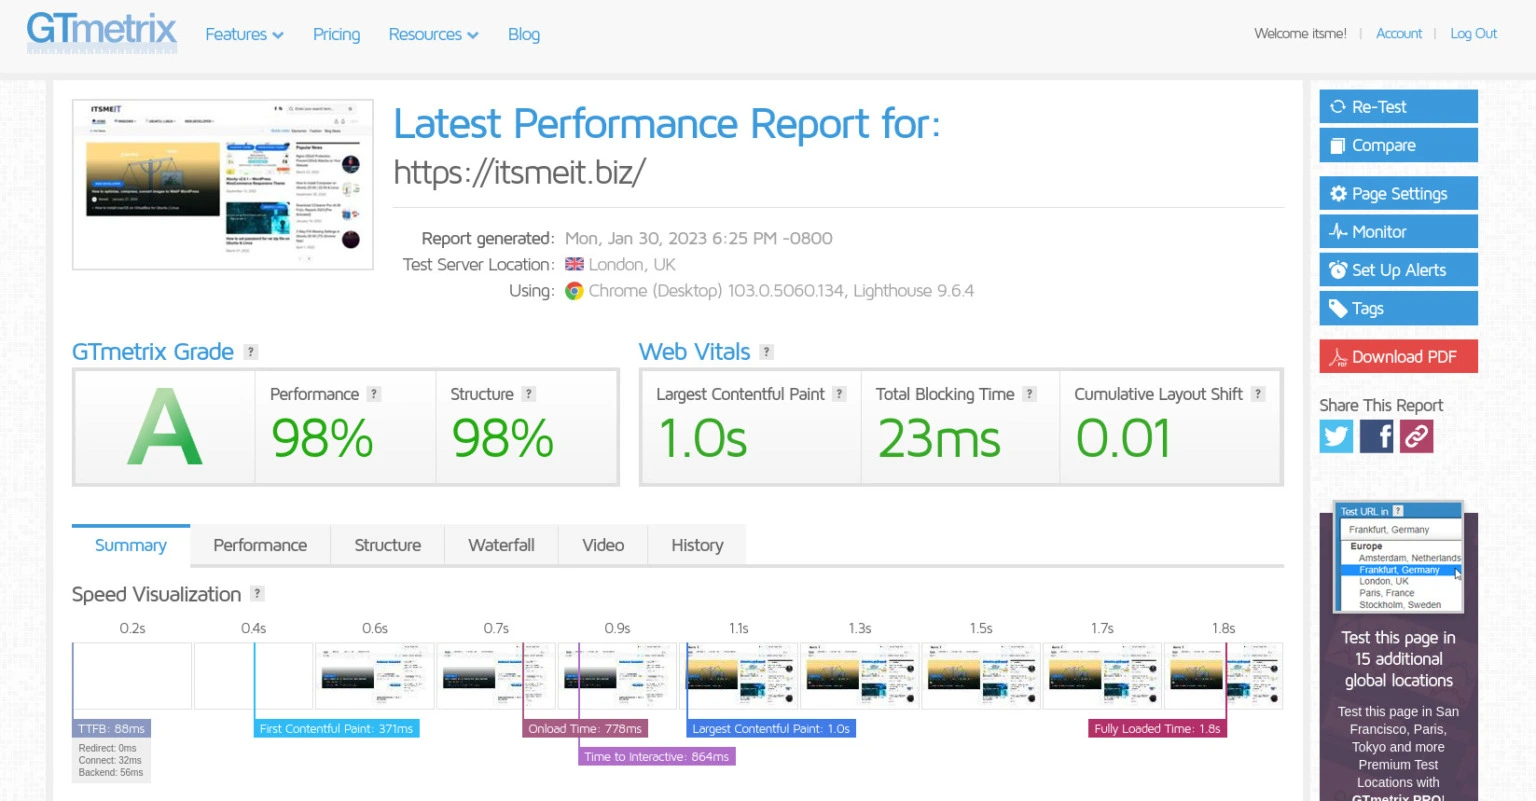 GTmetrix
Features Pricing Resources Blog
Welcome itsme! | Account | Log Out
ITSMEIT
Popular News
Latest Performance Report for:
https://itsmeit.biz/
Report generated: Mon, Jan 30, 2023 6:25 PM -0800
Test Server Location: London, UK
Using: Chrome (Desktop) 103.0.5060.134, Lighthouse 9.6.4
Re-Test
Compare
Page Settings
Monitor
Set Up Alerts
Tags
Download PDF
Share This Report
GTmetrix Grade ?
A
Performance ?
98%
Structure ?
98%
Web Vitals ?
Largest Contentful Paint ?
1.0s
Total Blocking Time ?
23ms
Cumulative Layout Shift ?
0.01
Summary Performance Structure Waterfall Video History
Speed Visualization ?
0.2s 0.4s 0.6s 0.7s 0.9s 1.1s 1.3s 1.5s 1.7s 1.8s
TTFB: 88ms
Redirect: 0ms
Connect: 32ms
Backend: 56ms
First Contentful Paint: 371ms
Onload Time: 778ms
Time to Interactive: 864ms
Largest Contentful Paint: 1.0s
Fully Loaded Time: 1.8s
Test URL in ?
Frankfurt, Germany
Europe
Amsterdam, Netherlands
Frankfurt, Germany
London, UK
Paris, France
Stockholm, Sweden
Test this page in
15 additional
global locations
Test this page in San
Francisco, Paris,
Tokyo and more
Premium Test
Locations with
GTmetrix PRO!